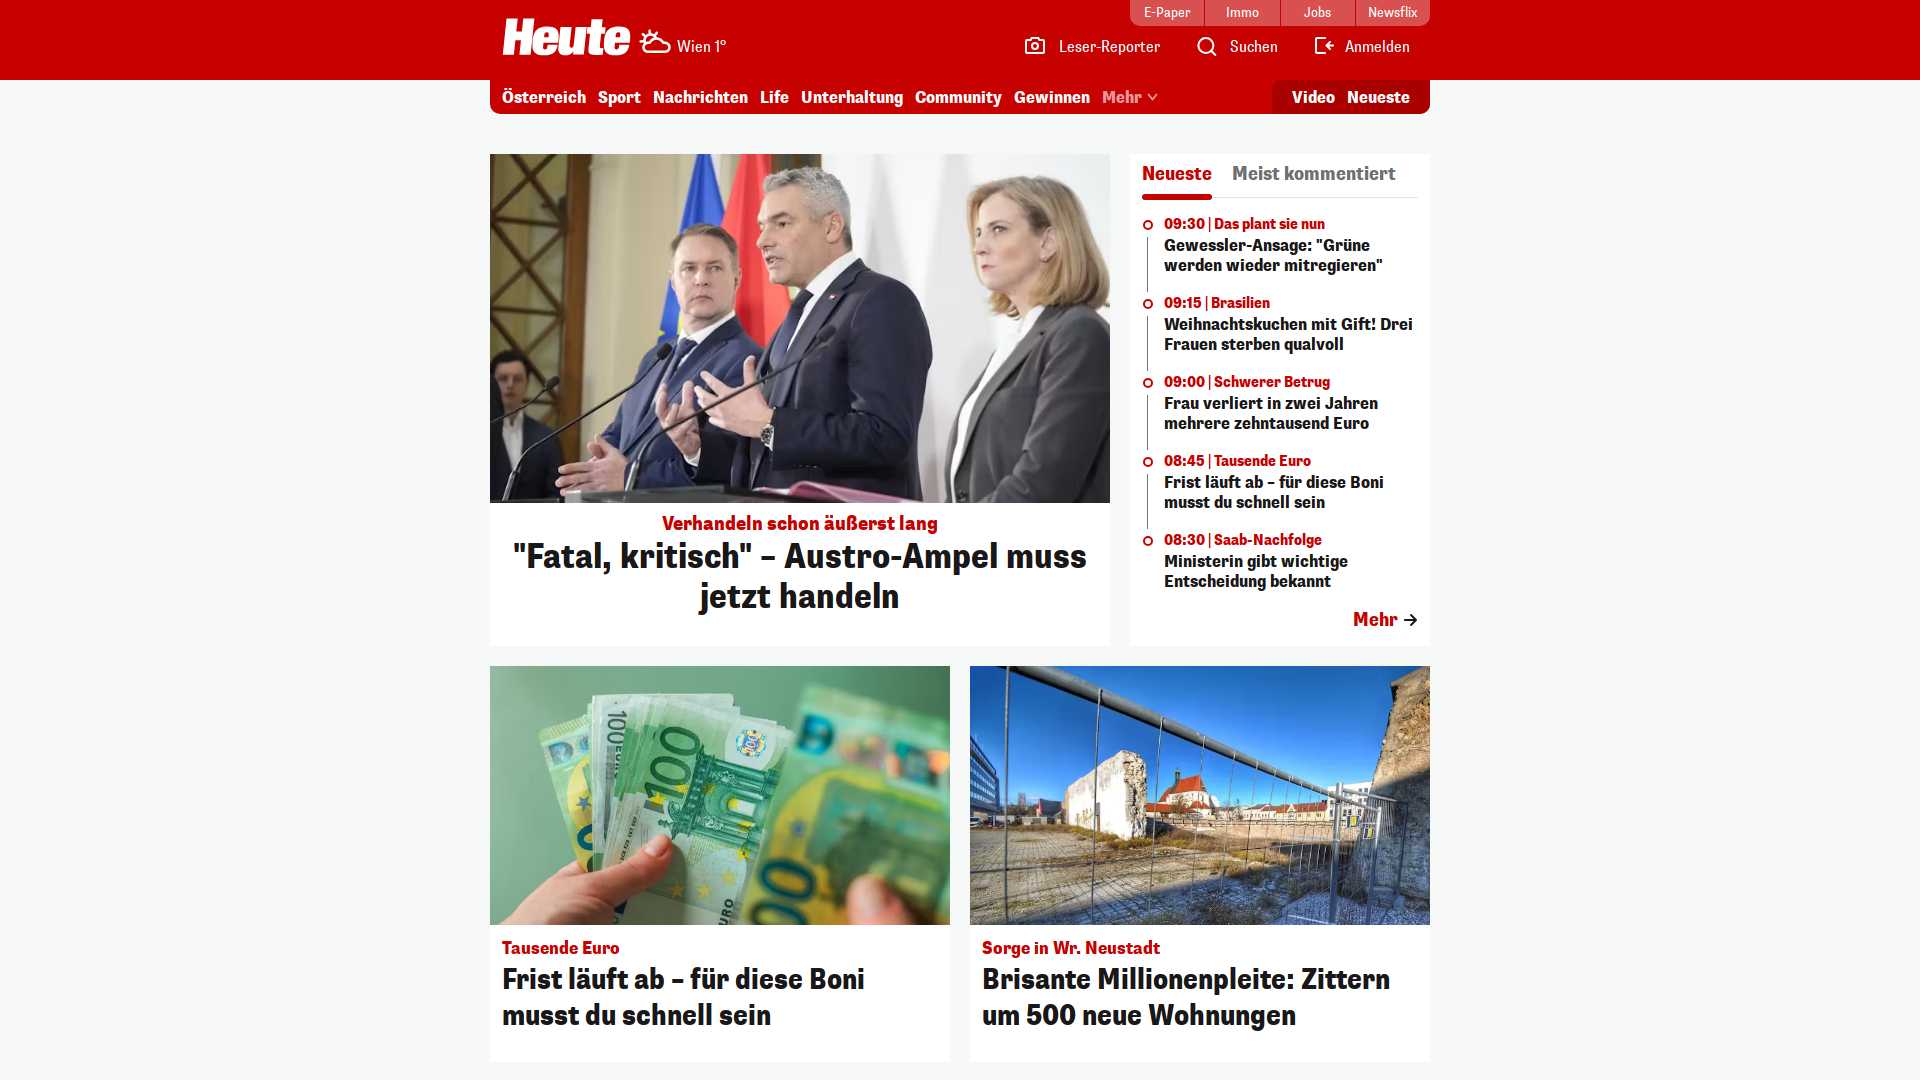 E-Paper
Immo
Jobs
Newsflix
Heute
Wien 1°
Leser-Reporter
Suchen
Anmelden
Österreich
Sport
Nachrichten
Life
Unterhaltung
Community
Gewinnen
Mehr
Video
Neueste
Verhandeln schon äußerst lang
"Fatal, kritisch" – Austro-Ampel muss
jetzt handeln
Neueste
Meist kommentiert
09:30 | Das plant sie nun
Gewessler-Ansage: "Grüne
werden wieder mitregieren"
09:15 | Brasilien
Weihnachtskuchen mit Gift! Drei
Frauen sterben qualvoll
09:00 | Schwerer Betrug
Frau verliert in zwei Jahren
mehrere zehntausend Euro
08:45 | Tausende Euro
Frist läuft ab – für diese Boni
musst du schnell sein
08:30 | Saab-Nachfolge
Ministerin gibt wichtige
Entscheidung bekannt
Mehr
100
100
Tausende Euro
Frist läuft ab – für diese Boni
musst du schnell sein
Sorge in Wr. Neustadt
Brisante Millionenpleite: Zittern
um 500 neue Wohnungen